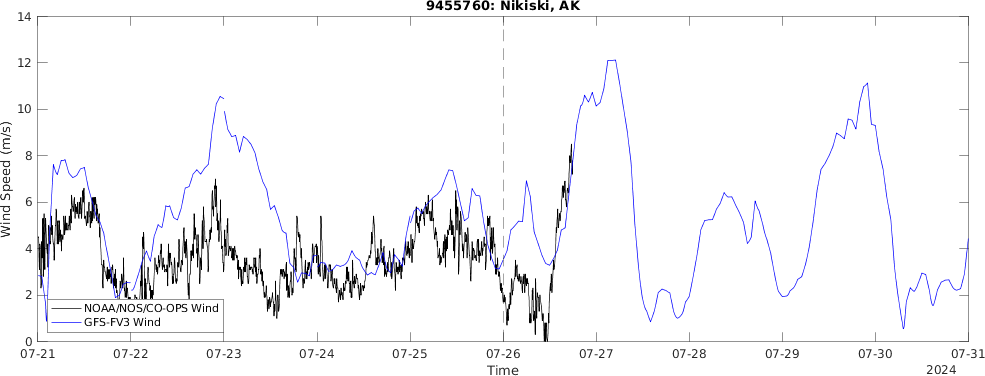 9455760: Nikiski, AK
14
12
10
8
6
4
2
0
Wind Speed (m/s)
NOAA/NOS/CO-OPS Wind
GFS-FV3 Wind
07-21 07-22 07-23 07-24 07-25 07-26 07-27 07-28 07-29 07-30 07-31
Time
2024